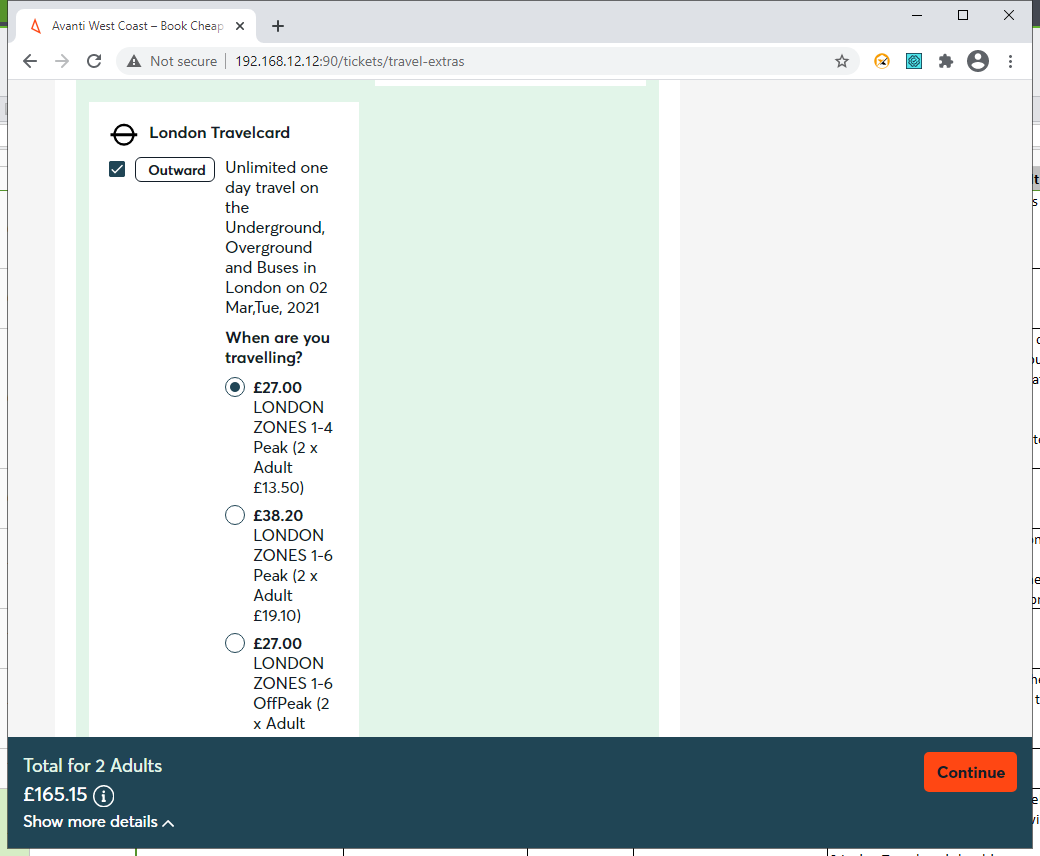 Avanti West Coast – Book Cheap
Not secure
192.168.12.12:90/tickets/travel-extras
London Travelcard
Outward
Unlimited one
day travel on
the
Underground,
Overground
and Buses in
London on 02
Mar,Tue, 2021
When are you
travelling?
£27.00
LONDON
ZONES 1-4
Peak (2 x
Adult
£13.50)
£38.20
LONDON
ZONES 1-6
Peak (2 x
Adult
£19.10)
£27.00
LONDON
ZONES 1-6
OffPeak (2
x Adult
Total for 2 Adults
£165.15
Show more details
Continue